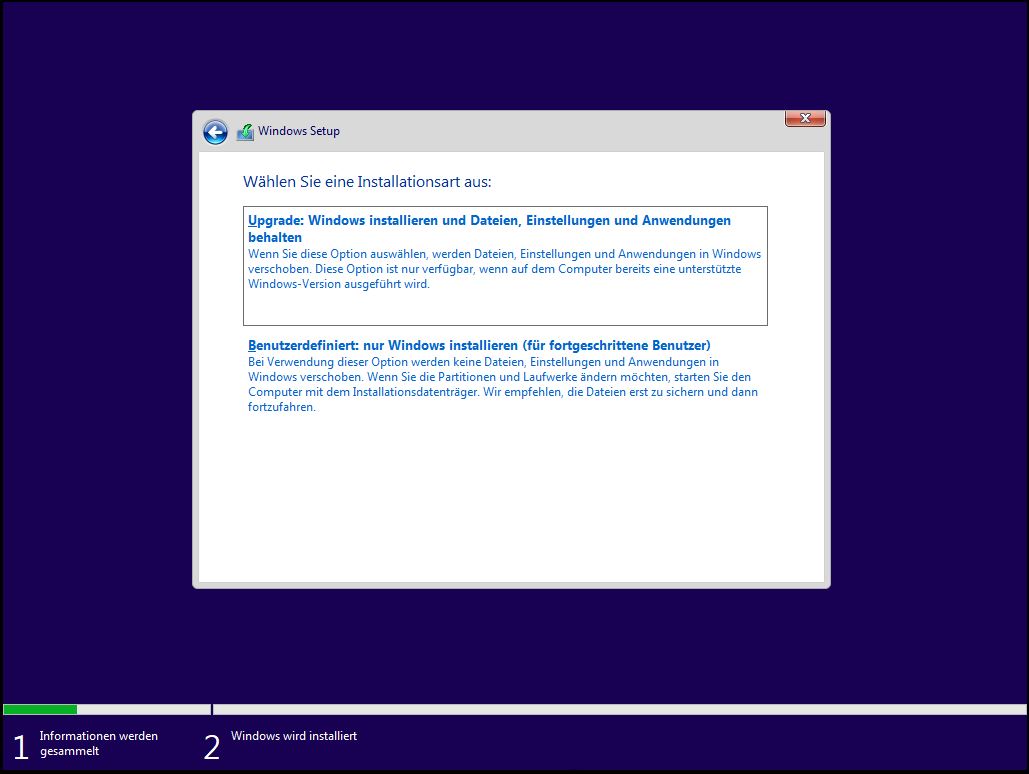 Windows Setup
Wählen Sie eine Installationsart aus:
Upgrade: Windows installieren und Dateien, Einstellungen und Anwendungen
behalten
Wenn Sie diese Option auswählen, werden Dateien, Einstellungen und Anwendungen in Windows
verschoben. Diese Option ist nur verfügbar, wenn auf dem Computer bereits eine unterstützte
Windows-Version ausgeführt wird.
Benutzerdefiniert: nur Windows installieren (für fortgeschrittene Benutzer)
Bei Verwendung dieser Option werden keine Dateien, Einstellungen und Anwendungen in
Windows verschoben. Wenn Sie die Partitionen und Laufwerke ändern möchten, starten Sie den
Computer mit dem Installationsdatenträger. Wir empfehlen, die Dateien erst zu sichern und dann
fortzufahren.
1 Informationen werden
gesammelt
2 Windows wird installiert